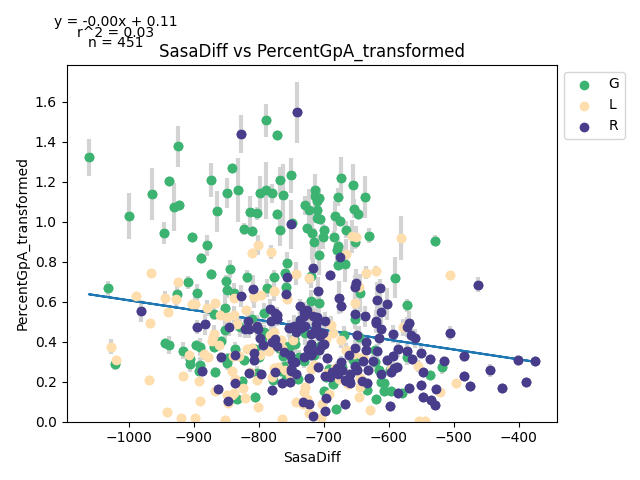 y = -0.00x + 0.11
r^2 = 0.03
n = 451
SasaDiff vs PercentGpA_transformed
G
L
R
PercentGpA_transformed
1.6
1.4
1.2
1.0
0.8
0.6
0.4
0.2
0.0
−1000 −900 −800 −700 −600 −500 −400
SasaDiff